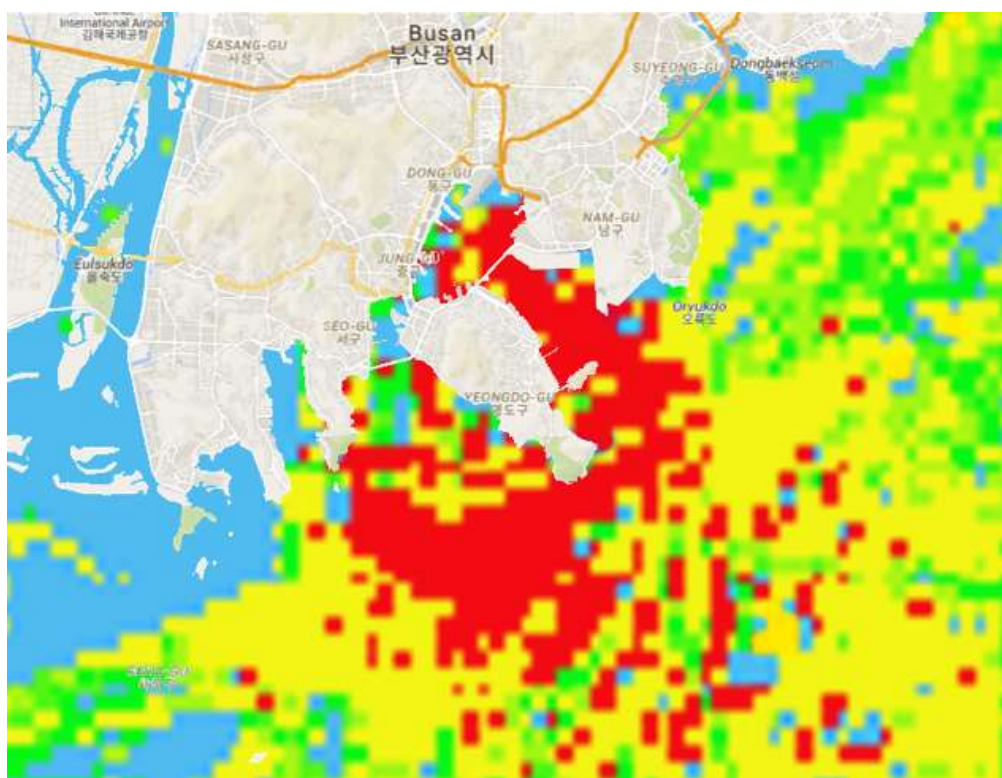 International Airport
김해국제공항
Busan
부산광역시
SASANG-GU
사상구
SUYEONG-GU
Dongbaekseom
동백섬
DONG-GU
동구
NAM-GU
남구
JUNG-GU
중구
Eulsukdo
을숙도
SEO-GU
서구
Oryukdo
오륙도
YEONGDO-GU
영도구